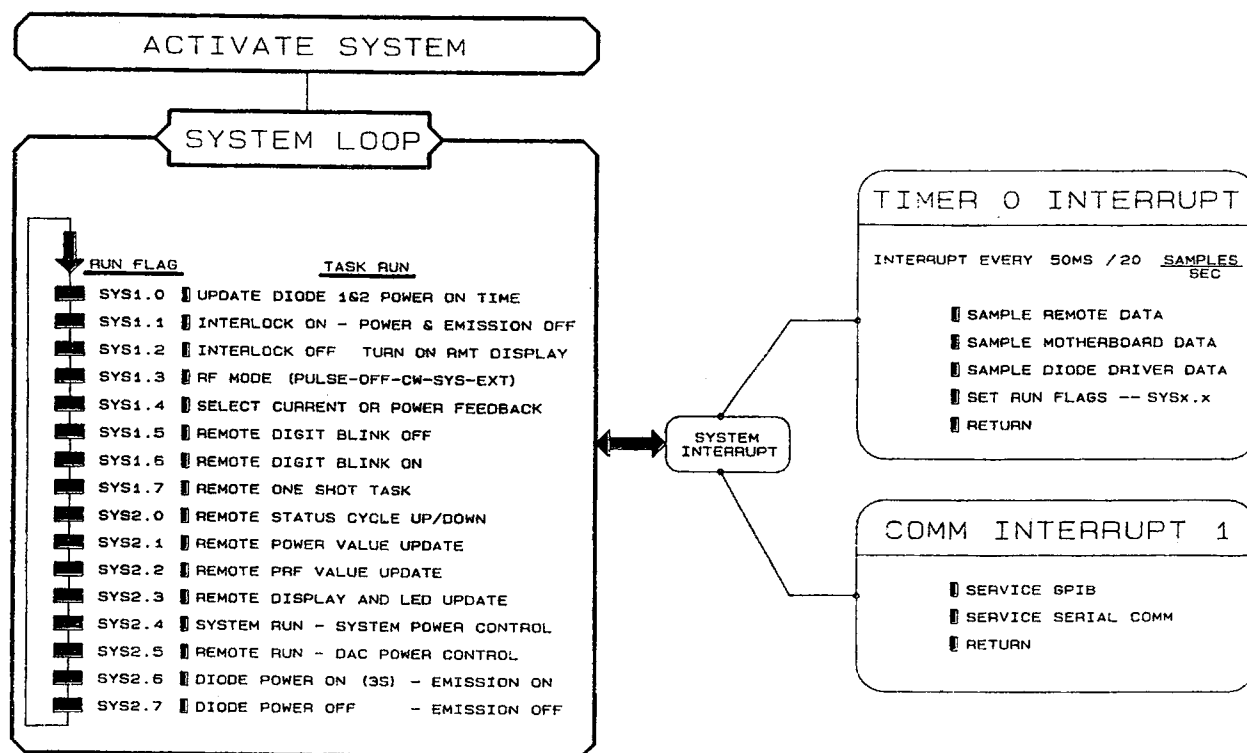 ACTIVATE SYSTEM
SYSTEM LOOP
RUN FLAG TASK RUN
SYS1.0 UPDATE DIODE 1&2 POWER ON TIME
SYS1.1 INTERLOCK ON - POWER & EMISSION OFF
SYS1.2 INTERLOCK OFF TURN ON RMT DISPLAY
SYS1.3 RF MODE (PULSE-OFF-CW-SYS-EXT)
SYS1.4 SELECT CURRENT OR POWER FEEDBACK
SYS1.5 REMOTE DIGIT BLINK OFF
SYS1.6 REMOTE DIGIT BLINK ON
SYS1.7 REMOTE ONE SHOT TASK
SYS2.0 REMOTE STATUS CYCLE UP/DOWN
SYS2.1 REMOTE POWER VALUE UPDATE
SYS2.2 REMOTE PRF VALUE UPDATE
SYS2.3 REMOTE DISPLAY AND LED UPDATE
SYS2.4 SYSTEM RUN - SYSTEM POWER CONTROL
SYS2.5 REMOTE RUN - DAC POWER CONTROL
SYS2.6 DIODE POWER ON (3S) - EMISSION ON
SYS2.7 DIODE POWER OFF - EMISSION OFF
SYSTEM
INTERRUPT
TIMER 0 INTERRUPT
INTERRUPT EVERY 50MS /20 SAMPLES
SEC
SAMPLE REMOTE DATA
SAMPLE MOTHERBOARD DATA
SAMPLE DIODE DRIVER DATA
SET RUN FLAGS -- SYSx.x
RETURN
COMM INTERRUPT 1
SERVICE GPIB
SERVICE SERIAL COMM
RETURN